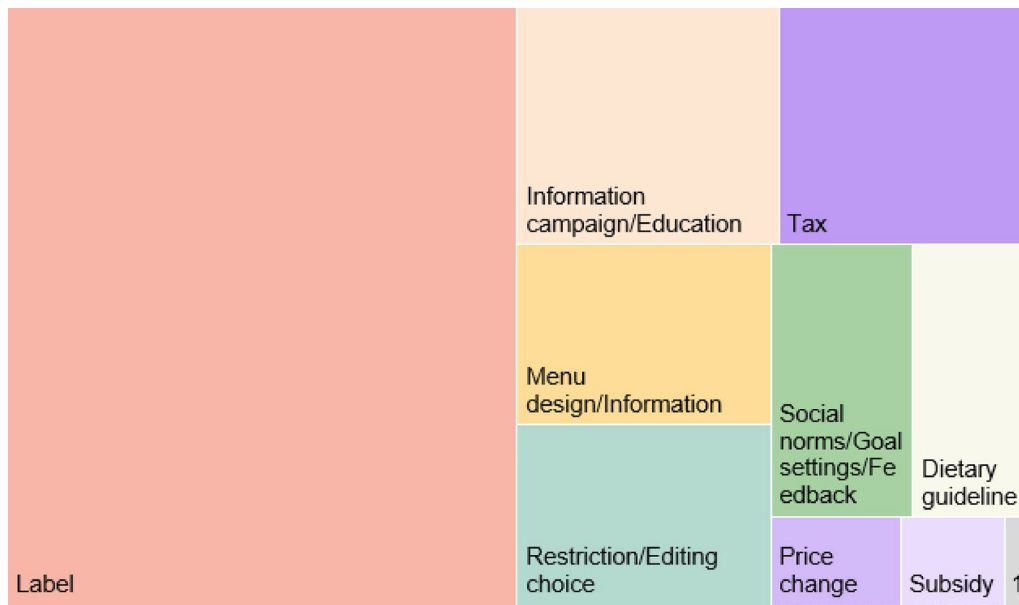 Information
campaign/Education
Tax
Menu
design/Information
Social
norms/Goal
settings/Fe
edback
Dietary
guideline
Label
Restriction/Editing
choice
Price
change
Subsidy